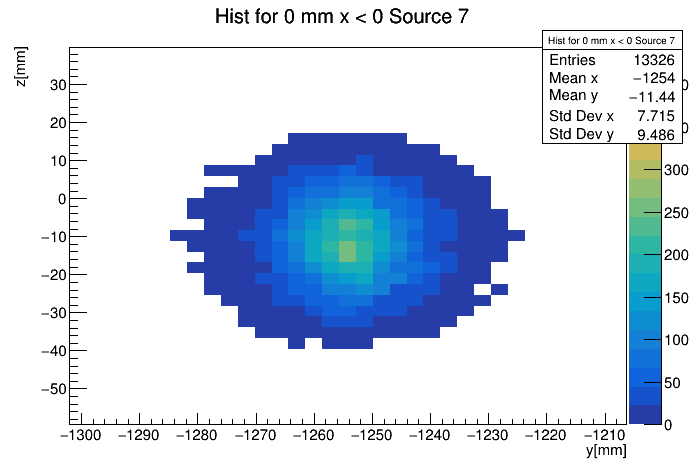 Hist for 0 mm x < 0 Source 7
z[mm]
Hist for 0 mm x < 0 Source 7
Entries 13326
Mean x −1254
Mean y −11.44
Std Dev x 7.715
Std Dev y 9.486
30
20
10
0
−10
−20
−30
−40
−50
300
250
200
150
100
50
0
−1300 −1290 −1280 −1270 −1260 −1250 −1240 −1230 −1220 −1210
y[mm]